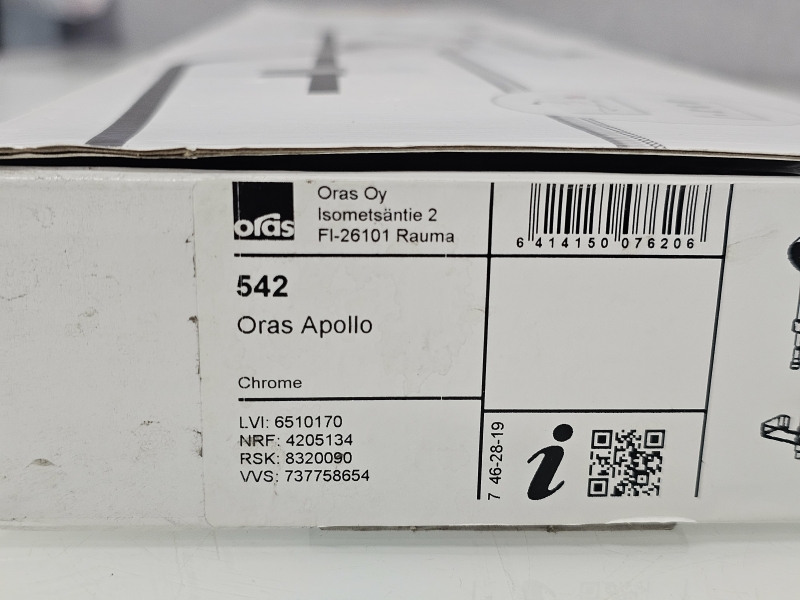 oras
Oras Oy
Isometsäntie 2
FI-26101 Rauma
6 414150 076206
542
Oras Apollo
Chrome
LVI: 6510170
NRF: 4205134
RSK: 8320090
VVS: 737758654
7 46-28-19
i